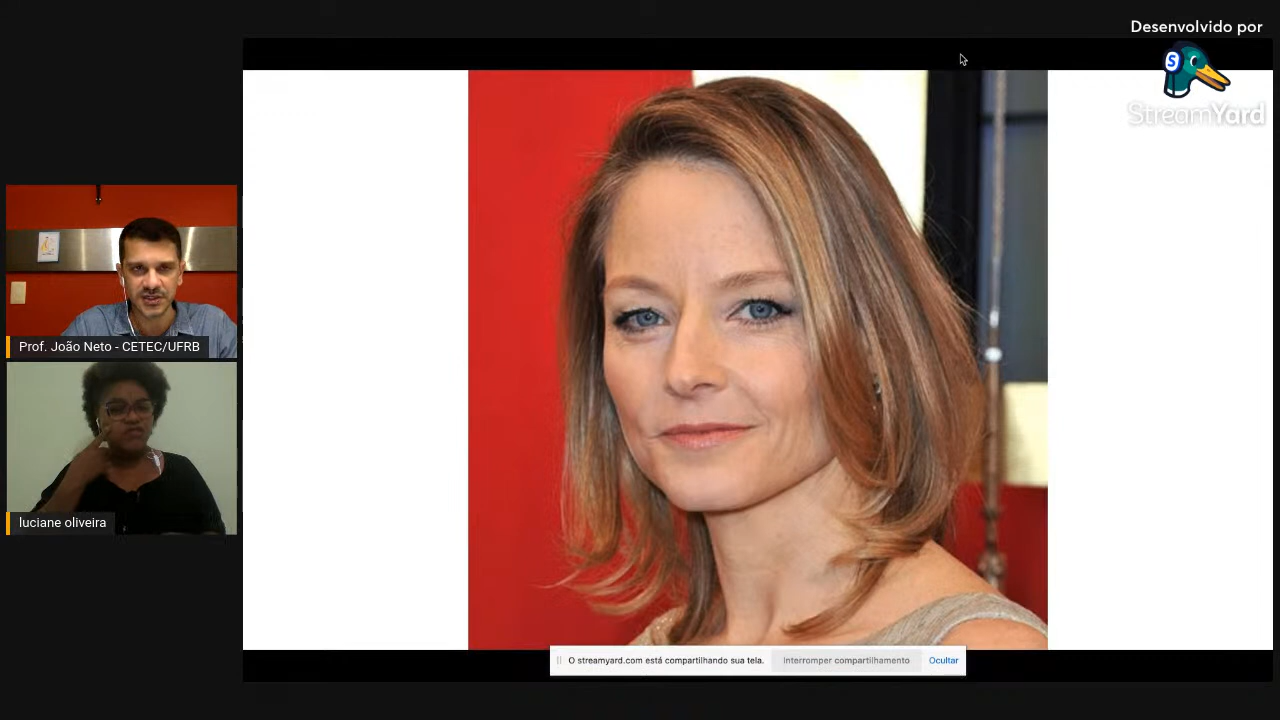 Desenvolvido por
S
StreamYard
Prof. João Neto - CETEC/UFRB
luciane oliveira
O streamyard.com está compartilhando sua tela.
Interromper compartilhamento
Ocultar